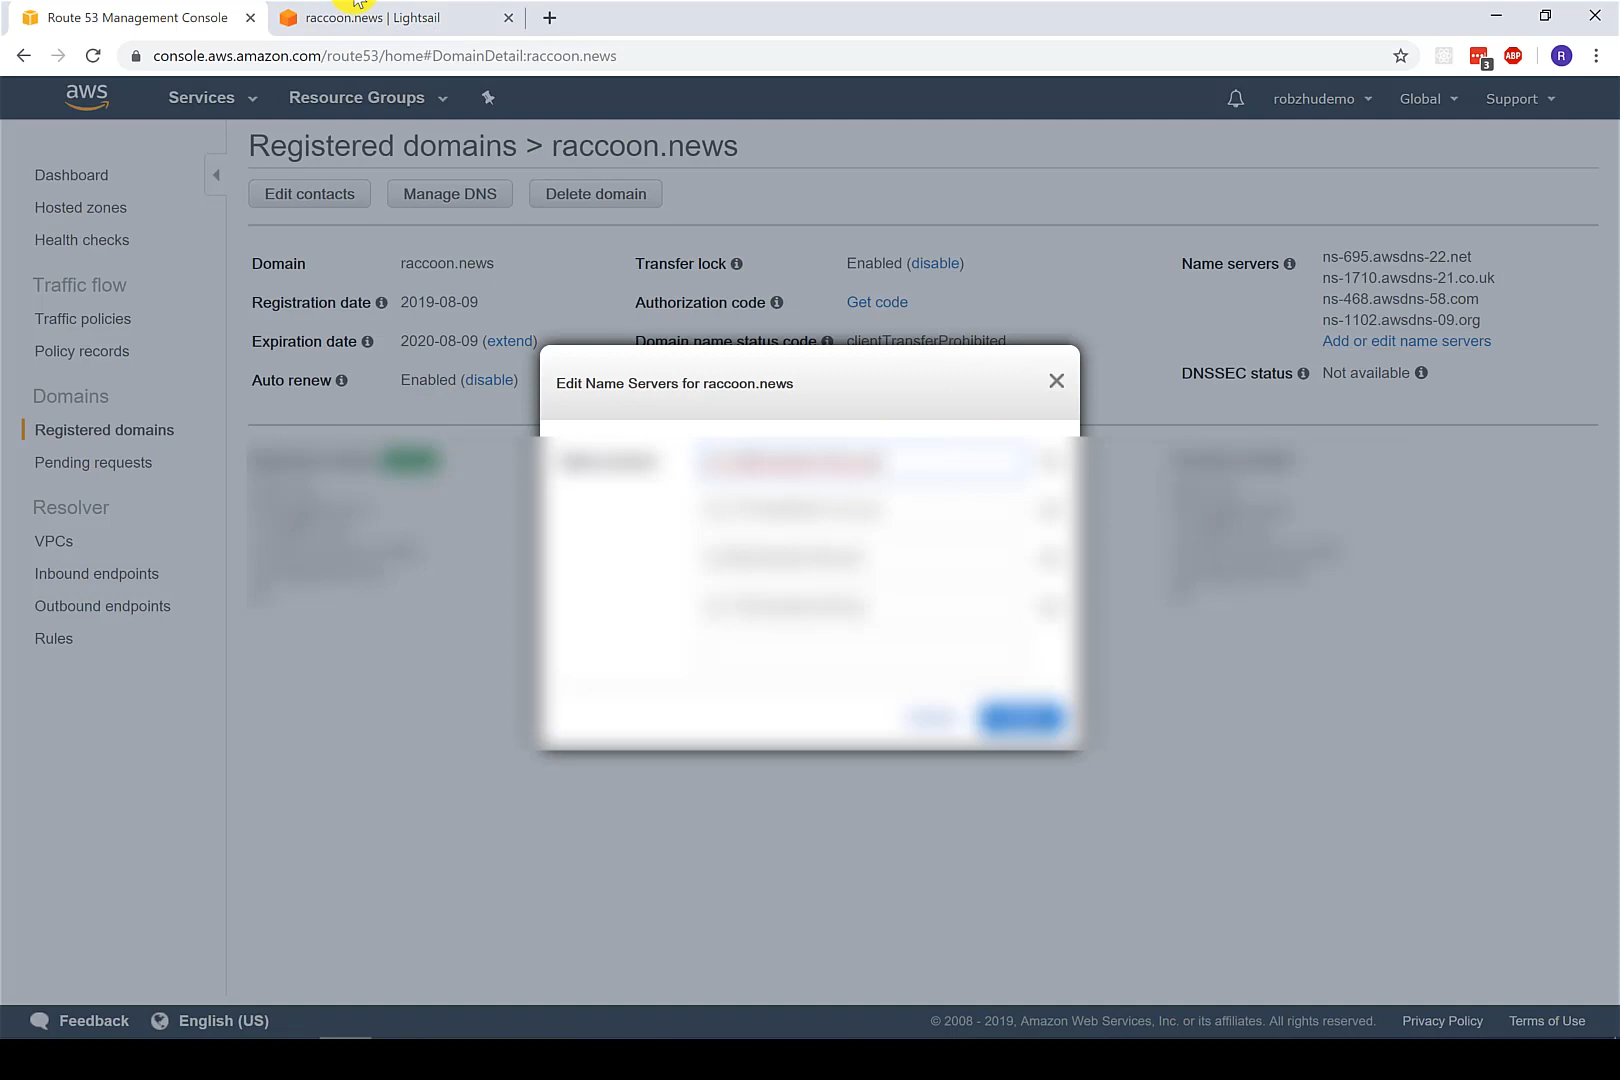 Route 53 Management Console
raccoon.news | Lightsail
console.aws.amazon.com/route53/home#DomainDetail:raccoon.news
3
ABP
R
aws
Services
Resource Groups
robzhudemo
Global
Support
Registered domains > raccoon.news
Edit contacts
Manage DNS
Delete domain
Dashboard
Hosted zones
Health checks
Traffic flow
Traffic policies
Policy records
Domains
Registered domains
Pending requests
Resolver
VPCs
Inbound endpoints
Outbound endpoints
Rules
Domain raccoon.news
Registration date 2019-08-09
Expiration date 2020-08-09 (extend)
Auto renew Enabled (disable)
Transfer lock Enabled (disable)
Authorization code Get code
Domain name status code clientTransferProhibited
Name servers ns-695.awsdns-22.net
ns-1710.awsdns-21.co.uk
ns-468.awsdns-58.com
ns-1102.awsdns-09.org
Add or edit name servers
DNSSEC status Not available
Edit Name Servers for raccoon.news
Feedback
English (US)
© 2008 - 2019, Amazon Web Services, Inc. or its affiliates. All rights reserved.
Privacy Policy
Terms of Use